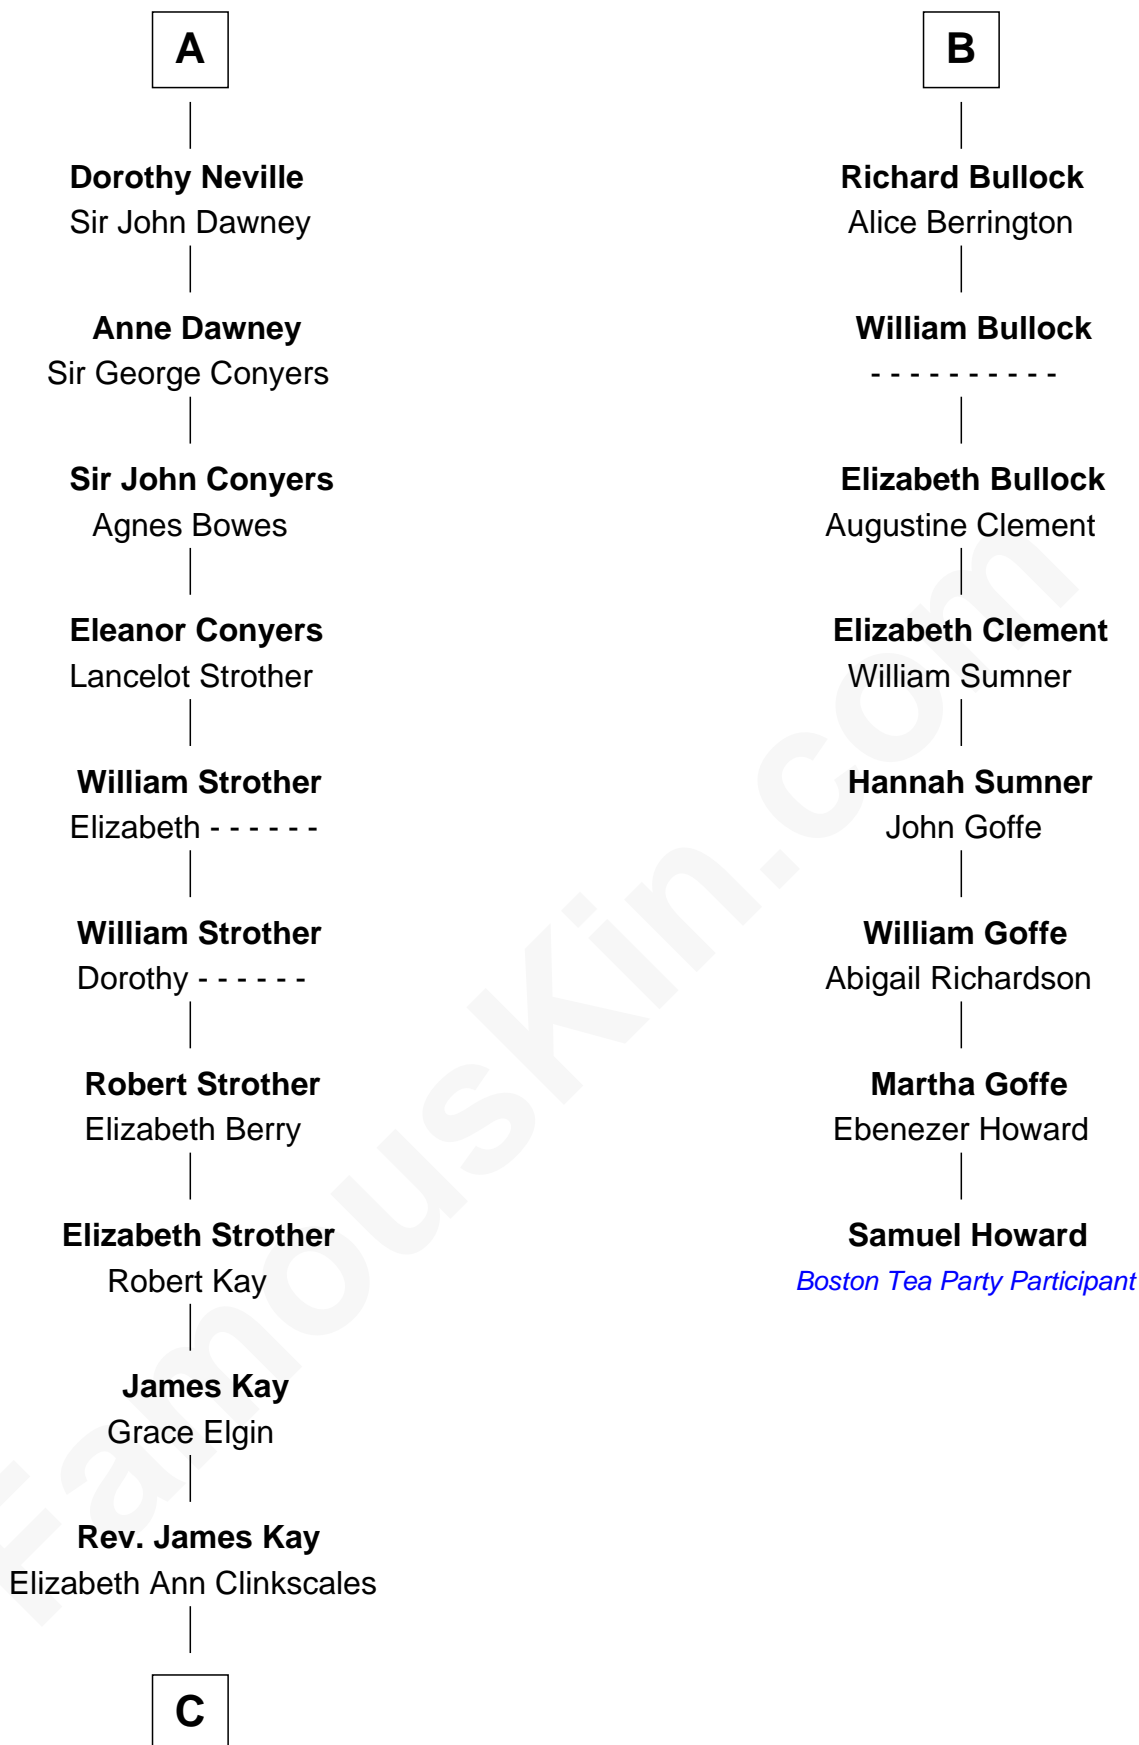 A
Dorothy Neville
Sir John Dawney
Anne Dawney
Sir George Conyers
Sir John Conyers
Agnes Bowes
Eleanor Conyers
Lancelot Strother
William Strother
Elizabeth - - - - - -
William Strother
Dorothy - - - - - -
Robert Strother
Elizabeth Berry
Elizabeth Strother
Robert Kay
James Kay
Grace Elgin
Rev. James Kay
Elizabeth Ann Clinkscales
C
B
Richard Bullock
Alice Berrington
William Bullock
- - - - - - - - - -
Elizabeth Bullock
Augustine Clement
Elizabeth Clement
William Sumner
Hannah Sumner
John Goffe
William Goffe
Abigail Richardson
Martha Goffe
Ebenezer Howard
Samuel Howard
Boston Tea Party Participant
FamousKin.com